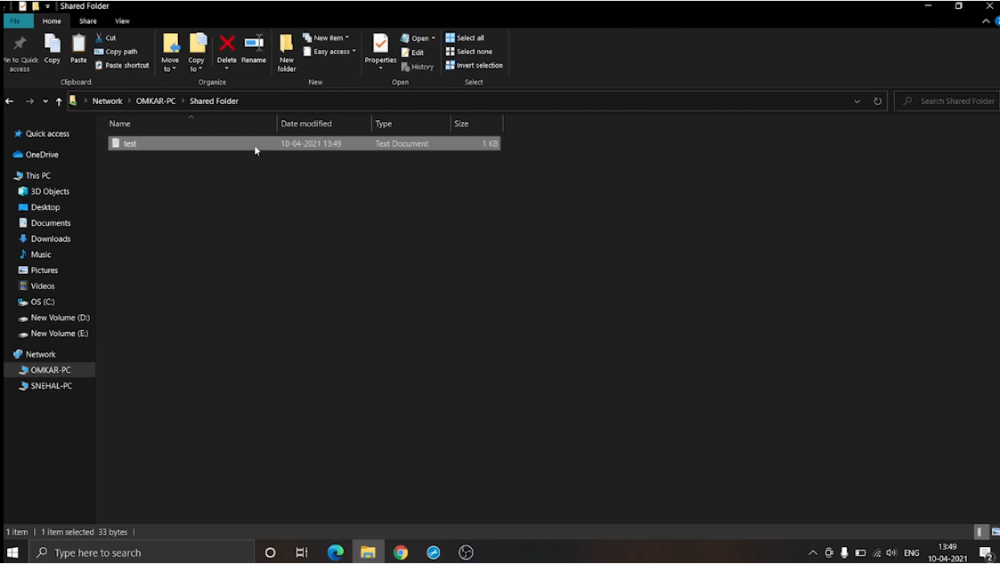 Shared Folder
File Home Share View
Pin to Quick access
Copy
Paste
Cut
Copy path
Paste shortcut
Clipboard
Move to
Copy to
Delete
Rename
Organize
New folder
New item
Easy access
New
Properties
Open
Edit
History
Open
Select all
Select none
Invert selection
Select
Network OMKAR-PC Shared Folder
Search Shared Folder
Name Date modified Type Size
test 10-04-2021 13:49 Text Document 1 KB
Quick access
OneDrive
This PC
3D Objects
Desktop
Documents
Downloads
Music
Pictures
Videos
OS (C:)
New Volume (D:)
New Volume (E:)
Network
OMKAR-PC
SNEHAL-PC
1 item 1 item selected 33 bytes
Type here to search
ENG
13:49
10-04-2021
2